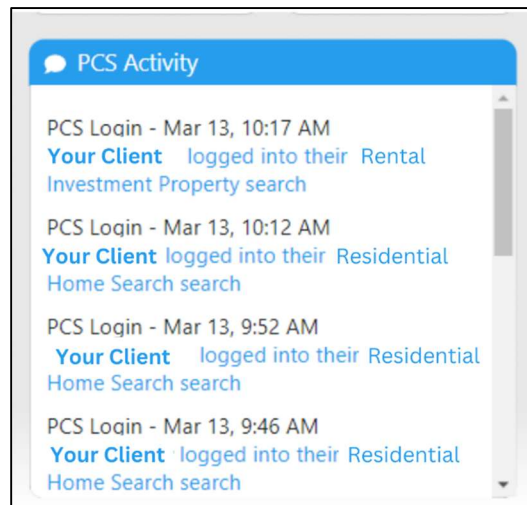 PCS Activity
PCS Login - Mar 13, 10:17 AM
Your Client logged into their Rental
Investment Property search
PCS Login - Mar 13, 10:12 AM
Your Client logged into their Residential
Home Search search
PCS Login - Mar 13, 9:52 AM
Your Client logged into their Residential
Home Search search
PCS Login - Mar 13, 9:46 AM
Your Client logged into their Residential
Home Search search